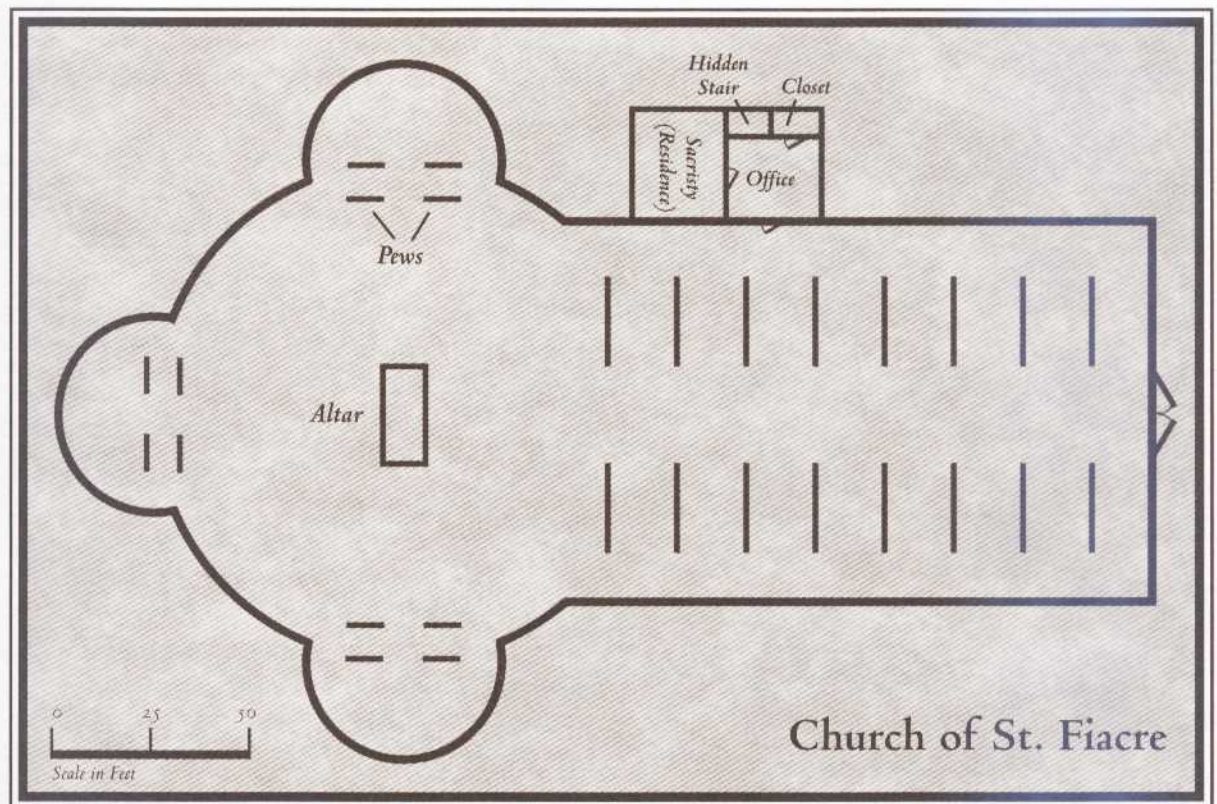 Hidden
Stair
Closet
Sacristy
(Residence)
Office
Pews
Altar
0 25 50
Scale in Feet
Church of St. Fiacre